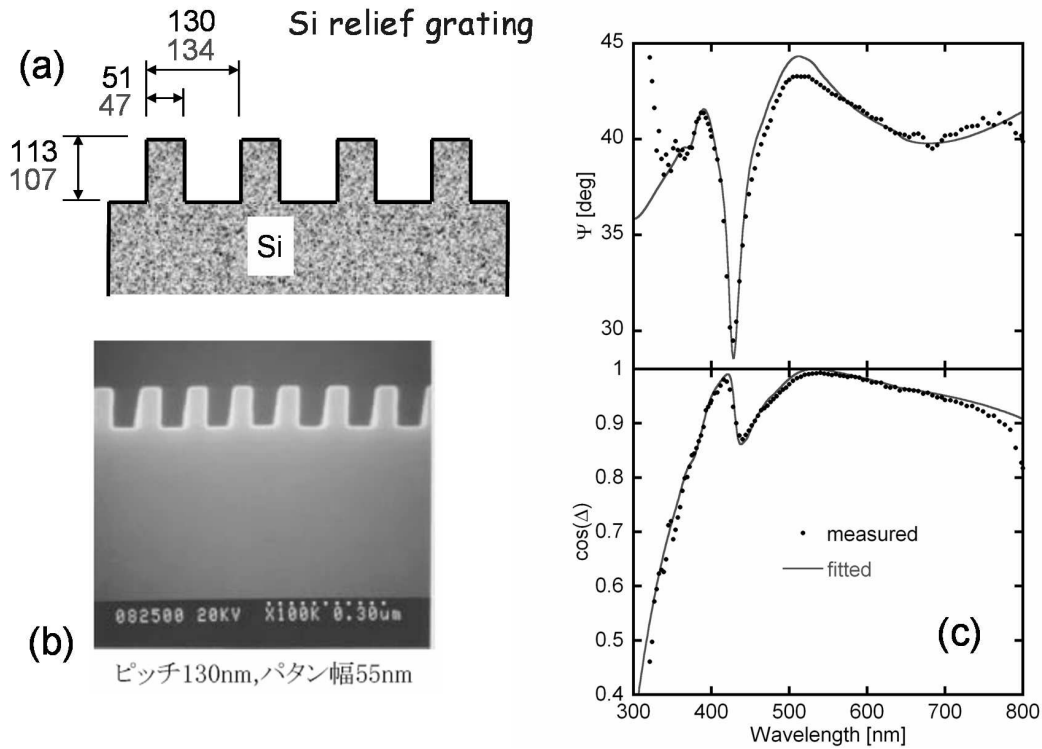 Si relief grating
(a)
130
134
51
47
113
107
Si
082500 20KV X100K 0.30um
(b)
ピッチ130nm,パタン幅55nm
45
40
35
30
Ψ [deg]
1
0.9
0.8
0.7
0.6
0.5
0.4
cos(Δ)
measured
fitted
(c)
300 400 500 600 700 800
Wavelength [nm]